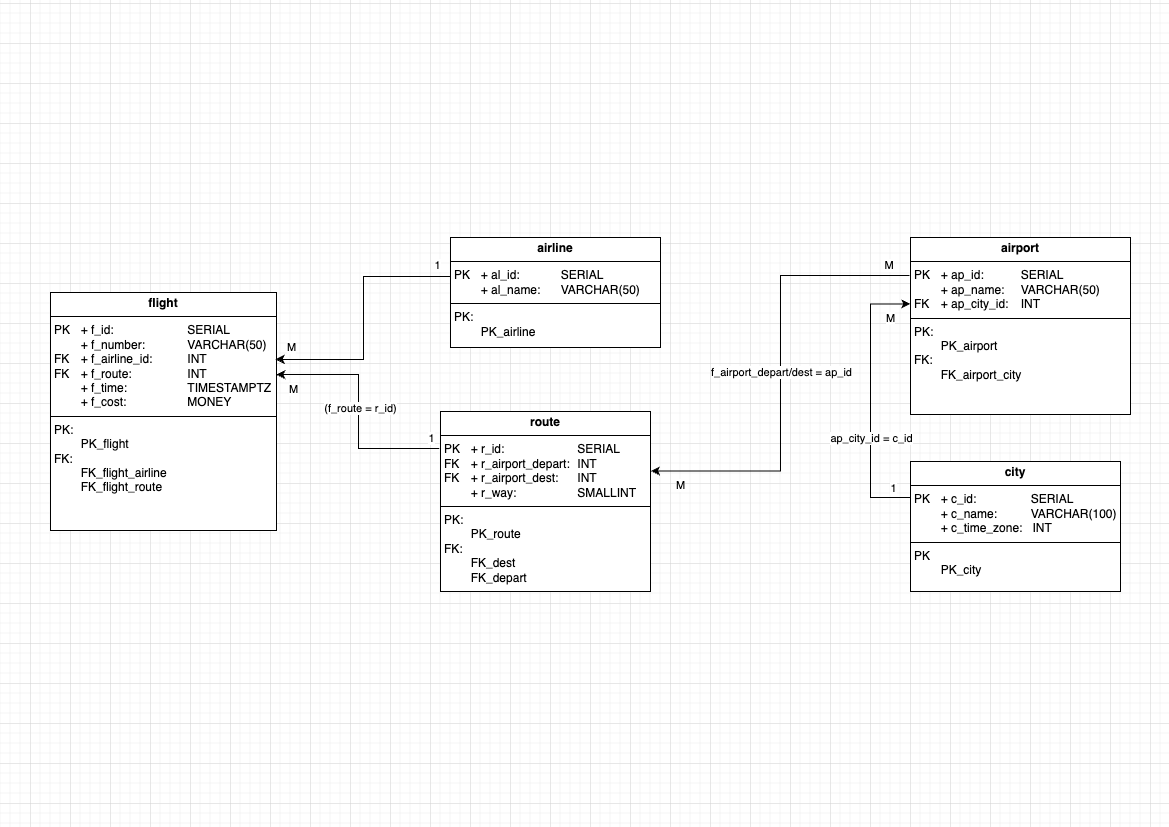 flight
PK + f_id: SERIAL
+ f_number: VARCHAR(50)
FK + f_airline_id: INT
FK + f_route: INT
+ f_time: TIMESTAMPTZ
+ f_cost: MONEY
PK:
PK_flight
FK:
FK_flight_airline
FK_flight_route
M
M
1
(f_route = r_id)
1
airline
PK + al_id: SERIAL
+ al_name: VARCHAR(50)
PK:
PK_airline
route
PK + r_id: SERIAL
FK + r_airport_depart: INT
FK + r_airport_dest: INT
+ r_way: SMALLINT
PK:
PK_route
FK:
FK_dest
FK_depart
M
f_airport_depart/dest = ap_id
M
airport
PK + ap_id: SERIAL
+ ap_name: VARCHAR(50)
FK + ap_city_id: INT
PK:
PK_airport
FK:
FK_airport_city
M
ap_city_id = c_id
1
city
PK + c_id: SERIAL
+ c_name: VARCHAR(100)
+ c_time_zone: INT
PK
PK_city